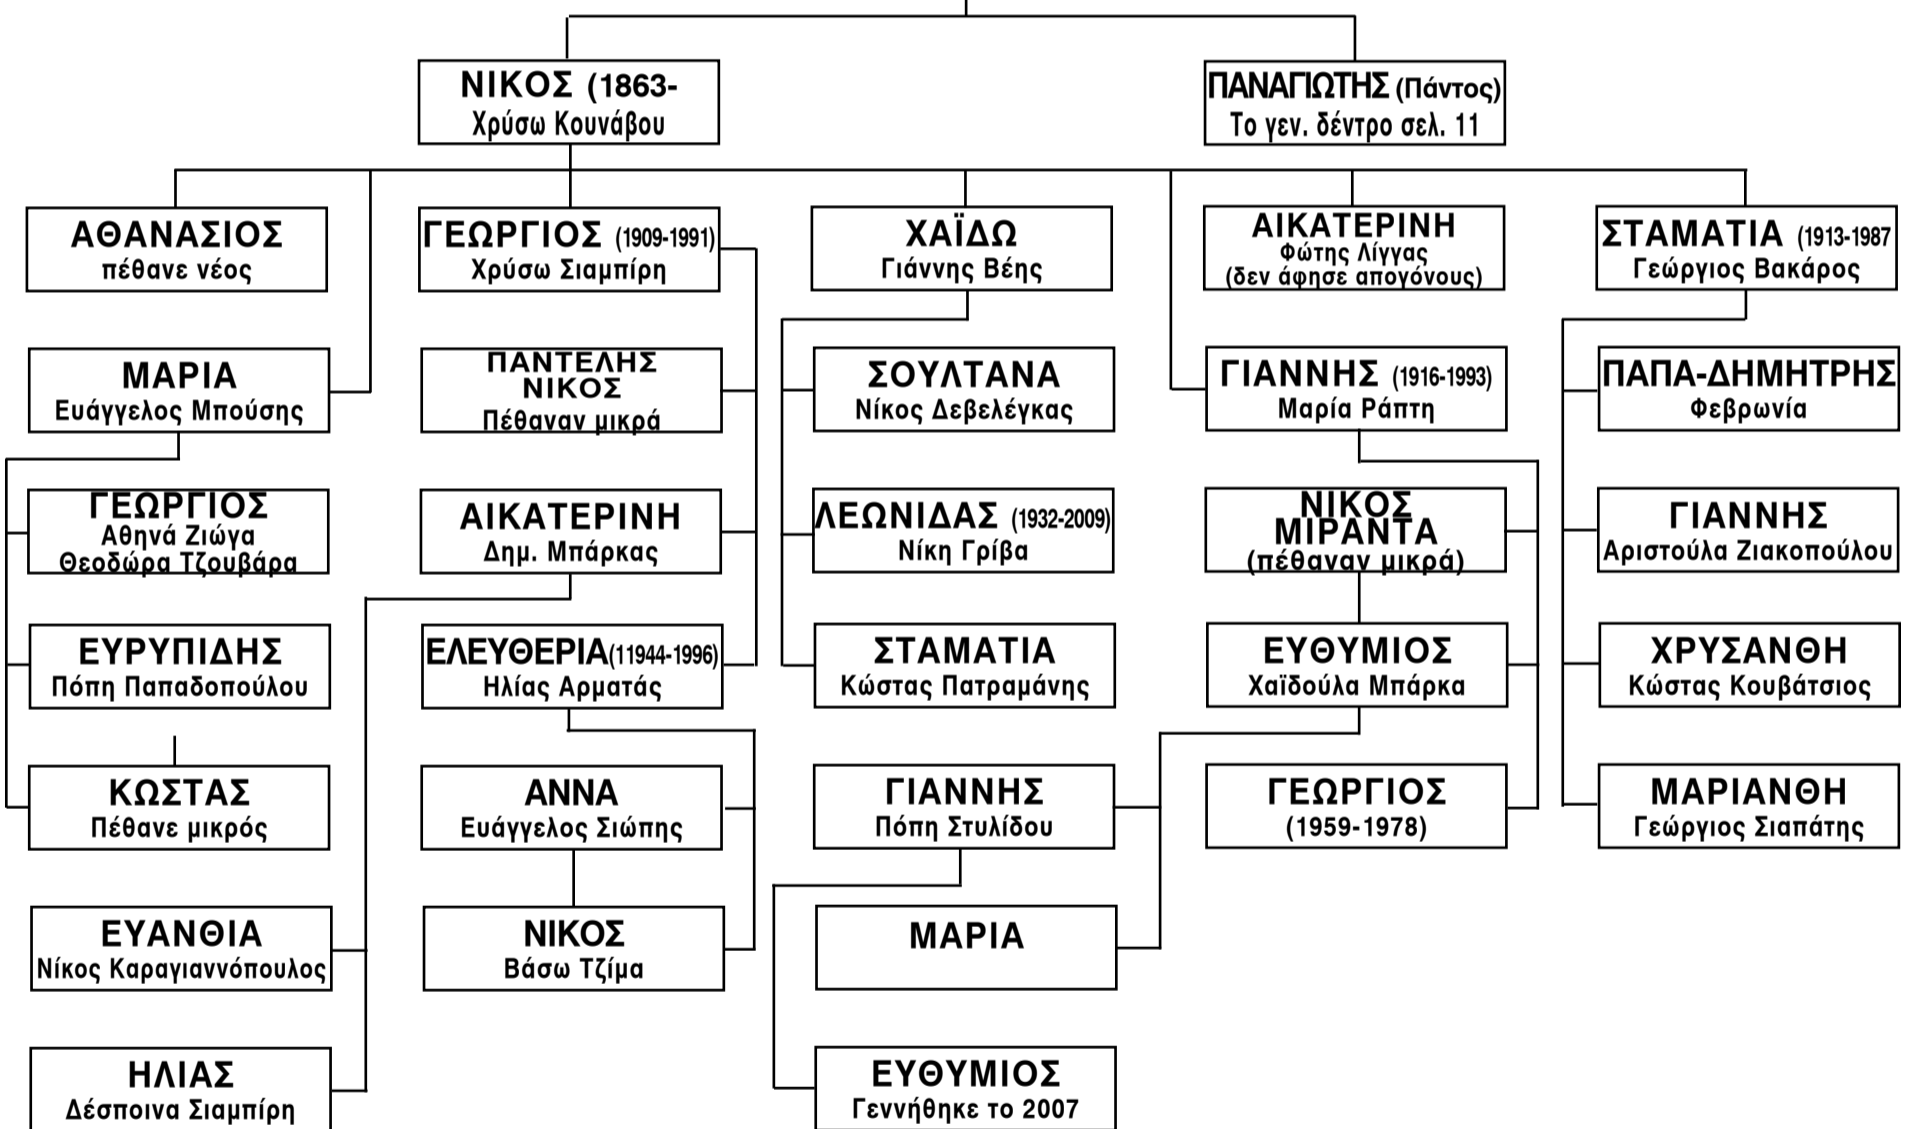 ΝΙΚΟΣ (1863-
Χρύσω Κουνάβου
ΠΑΝΑΓΙΩΤΗΣ (Πάντος)
Το γεν. δέντρο σελ. 11
ΑΘΑΝΑΣΙΟΣ
πέθανε νέος
ΓΕΩΡΓΙΟΣ (1909-1991)
Χρύσω Σιαμπίρη
ΧΑΪΔΩ
Γιάννης Βέης
ΑΙΚΑΤΕΡΙΝΗ
Φώτης Λίγγας
(δεν άφησε απογόνους)
ΣΤΑΜΑΤΙΑ (1913-1987
Γεώργιος Βακάρος
ΜΑΡΙΑ
Ευάγγελος Μπούσης
ΠΑΝΤΕΛΗΣ
ΝΙΚΟΣ
Πέθαναν μικρά
ΣΟΥΛΤΑΝΑ
Νίκος Δεβελέγκας
ΓΙΑΝΝΗΣ (1916-1993)
Μαρία Ράπτη
ΠΑΠΑ-ΔΗΜΗΤΡΗΣ
Φεβρωνία
ΓΕΩΡΓΙΟΣ
Αθηνά Ζιώγα
Θεοδώρα Τζουβάρα
ΑΙΚΑΤΕΡΙΝΗ
Δημ. Μπάρκας
ΛΕΩΝΙΔΑΣ (1932-2009)
Νίκη Γρίβα
ΝΙΚΟΣ
ΜΙΡΑΝΤΑ
(πέθαναν μικρά)
ΓΙΑΝΝΗΣ
Αριστούλα Ζιακοπούλου
ΕΥΡΥΠΙΔΗΣ
Πόπη Παπαδοπούλου
ΕΛΕΥΘΕΡΙΑ(11944-1996)
Ηλίας Αρματάς
ΣΤΑΜΑΤΙΑ
Κώστας Πατραμάνης
ΕΥΘΥΜΙΟΣ
Χαϊδούλα Μπάρκα
ΧΡΥΣΑΝΘΗ
Κώστας Κουβάτσιος
ΚΩΣΤΑΣ
Πέθανε μικρός
ΑΝΝΑ
Ευάγγελος Σιώπης
ΓΙΑΝΝΗΣ
Πόπη Στυλίδου
ΓΕΩΡΓΙΟΣ
(1959-1978)
ΜΑΡΙΑΝΘΗ
Γεώργιος Σιαπάτης
ΕΥΑΝΘΙΑ
Νίκος Καραγιαννόπουλος
ΝΙΚΟΣ
Βάσω Τζίμα
ΜΑΡΙΑ
ΗΛΙΑΣ
Δέσποινα Σιαμπίρη
ΕΥΘΥΜΙΟΣ
Γεννήθηκε το 2007